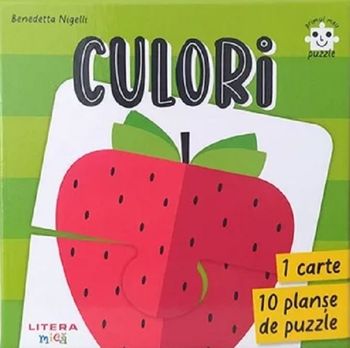 Benedetta Nigelli
CULORi
primul meu
puzzle
1 carte
10 planșe
de puzzle
LITERA
mică